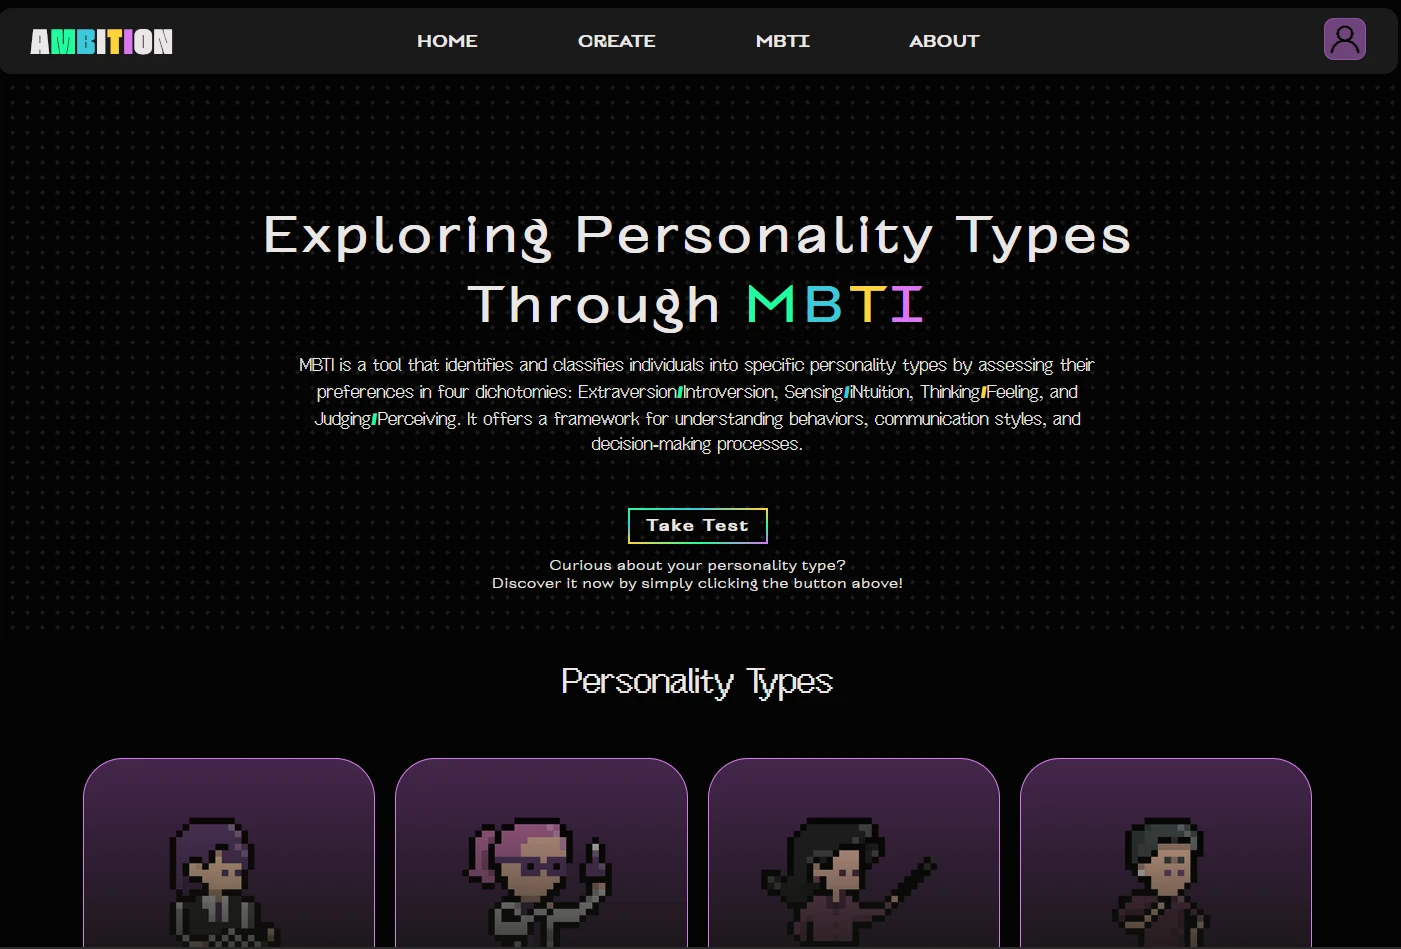 AMBITION
HOME CREATE MBTI ABOUT
Exploring Personality Types
Through MBTI
MBTI is a tool that identifies and classifies individuals into specific personality types by assessing their
preferences in four dichotomies: Extraversion/Introversion, Sensing/iNtuition, Thinking/Feeling, and
Judging/Perceiving. It offers a framework for understanding behaviors, communication styles, and
decision-making processes.
Take Test
Curious about your personality type?
Discover it now by simply clicking the button above!
Personality Types